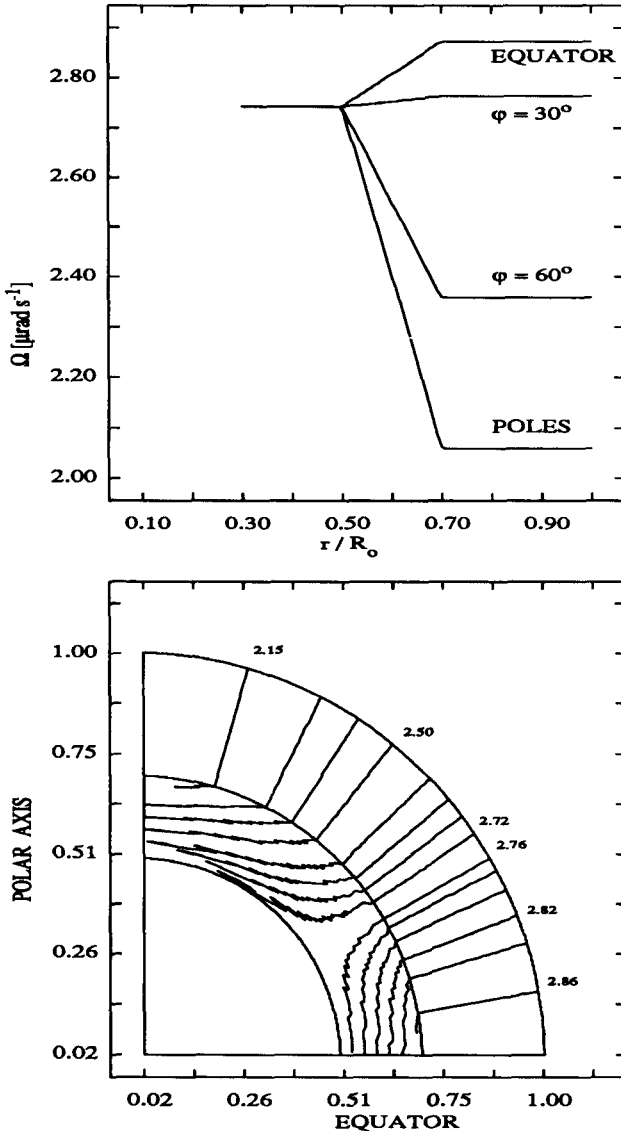 2.80
2.60
2.40
2.20
2.00
Ω [μrad s⁻¹]
EQUATOR
φ = 30°
φ = 60°
POLES
0.10 0.30 0.50 0.70 0.90
r / R₀
1.00
0.75
0.51
0.26
0.02
POLAR AXIS
2.15
2.50
2.72
2.76
2.82
2.86
0.02 0.26 0.51 0.75 1.00
EQUATOR